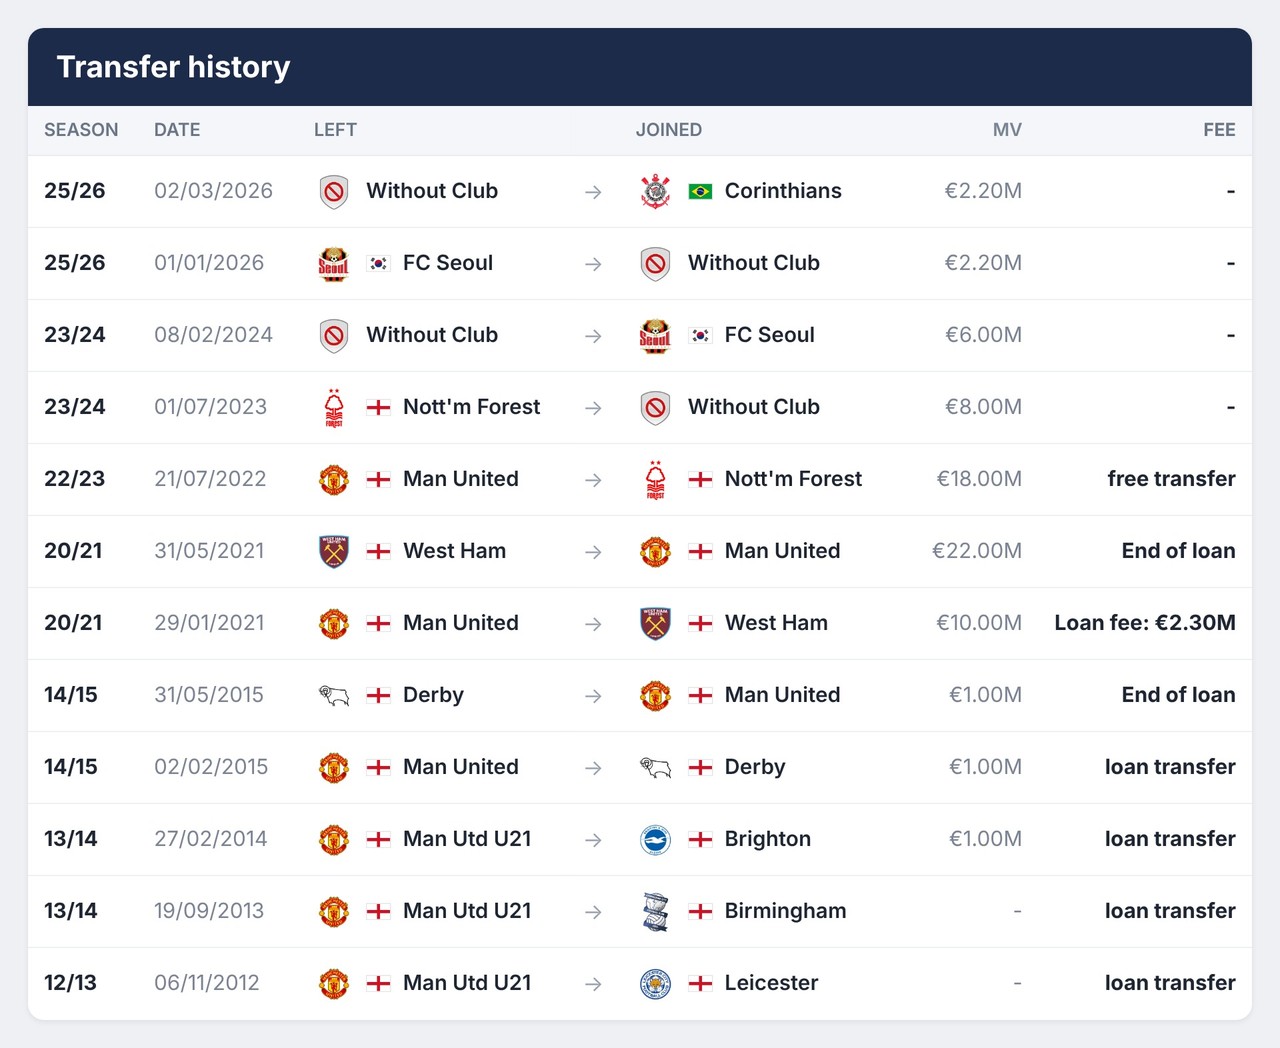 Transfer history
SEASON DATE LEFT JOINED MV FEE
25/26 02/03/2026 Without Club → Corinthians €2.20M -
25/26 01/01/2026 FC Seoul → Without Club €2.20M -
23/24 08/02/2024 Without Club → FC Seoul €6.00M -
23/24 01/07/2023 Nott'm Forest → Without Club €8.00M -
22/23 21/07/2022 Man United → Nott'm Forest €18.00M free transfer
20/21 31/05/2021 West Ham → Man United €22.00M End of loan
20/21 29/01/2021 Man United → West Ham €10.00M Loan fee: €2.30M
14/15 31/05/2015 Derby → Man United €1.00M End of loan
14/15 02/02/2015 Man United → Derby €1.00M loan transfer
13/14 27/02/2014 Man Utd U21 → Brighton €1.00M loan transfer
13/14 19/09/2013 Man Utd U21 → Birmingham - loan transfer
12/13 06/11/2012 Man Utd U21 → Leicester - loan transfer